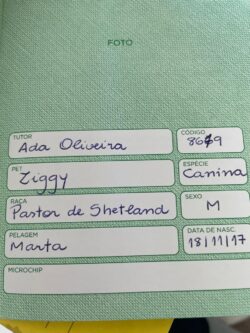 FOTO
TUTOR
Ada Oliveira
CÓDIGO
PET
Ziggy
ESPÉCIE
Canina
RAÇA
Pastor de Shetland
SEXO
M
PELAGEM
Marta
DATA DE NASC.
18/11/17
MICROCHIP